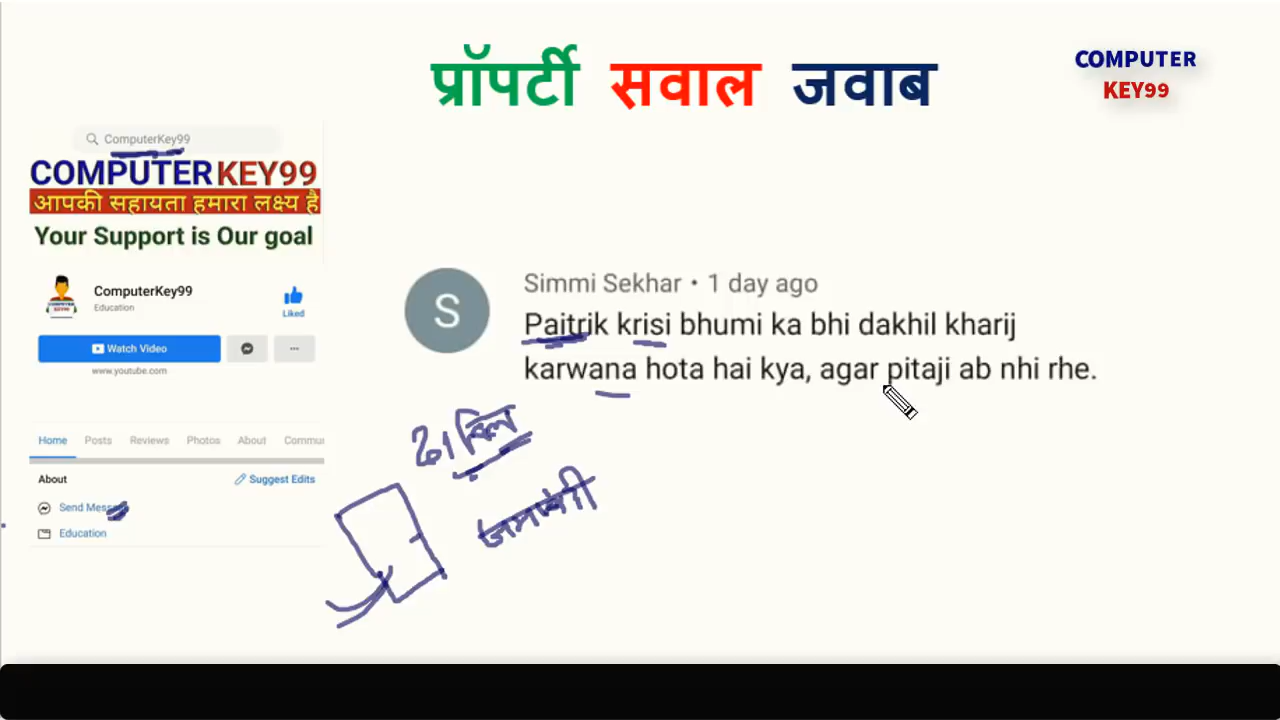 प्रॉपर्टी सवाल जवाब
COMPUTER
KEY99
ComputerKey99
COMPUTER KEY99
आपकी सहायता हमारा लक्ष्य है
Your Support is Our goal
ComputerKey99
Education
Liked
Watch Video
www.youtube.com
Home Posts Reviews Photos About Commun
About
Suggest Edits
Send Message
Education
S
Simmi Sekhar • 1 day ago
Paitrik krisi bhumi ka bhi dakhil kharij
karwana hota hai kya, agar pitaji ab nhi rhe.